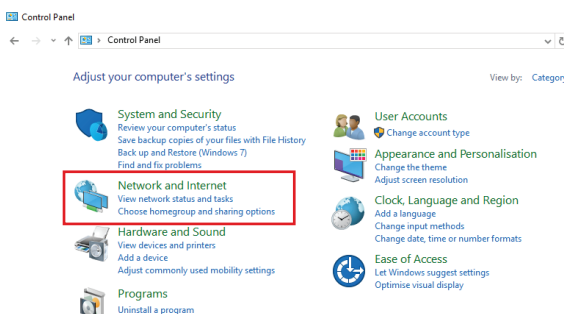 Control Panel
Control Panel
Adjust your computer's settings
View by: Category
System and Security
Review your computer's status
Save backup copies of your files with File History
Back up and Restore (Windows 7)
Find and fix problems
Network and Internet
View network status and tasks
Choose homegroup and sharing options
Hardware and Sound
View devices and printers
Add a device
Adjust commonly used mobility settings
Programs
Uninstall a program
User Accounts
Change account type
Appearance and Personalisation
Change the theme
Adjust screen resolution
Clock, Language and Region
Add a language
Change input methods
Change date, time or number formats
Ease of Access
Let Windows suggest settings
Optimise visual display